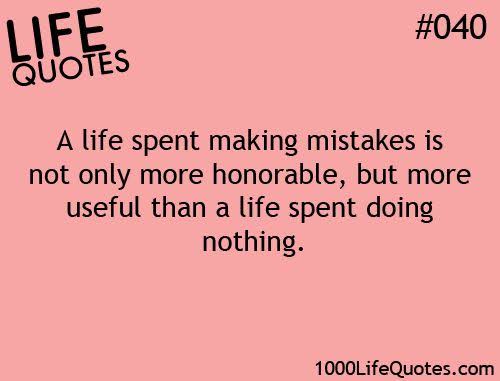 LIFE
QUOTES
#040
A life spent making mistakes is
not only more honorable, but more
useful than a life spent doing
nothing.
1000LifeQuotes.com